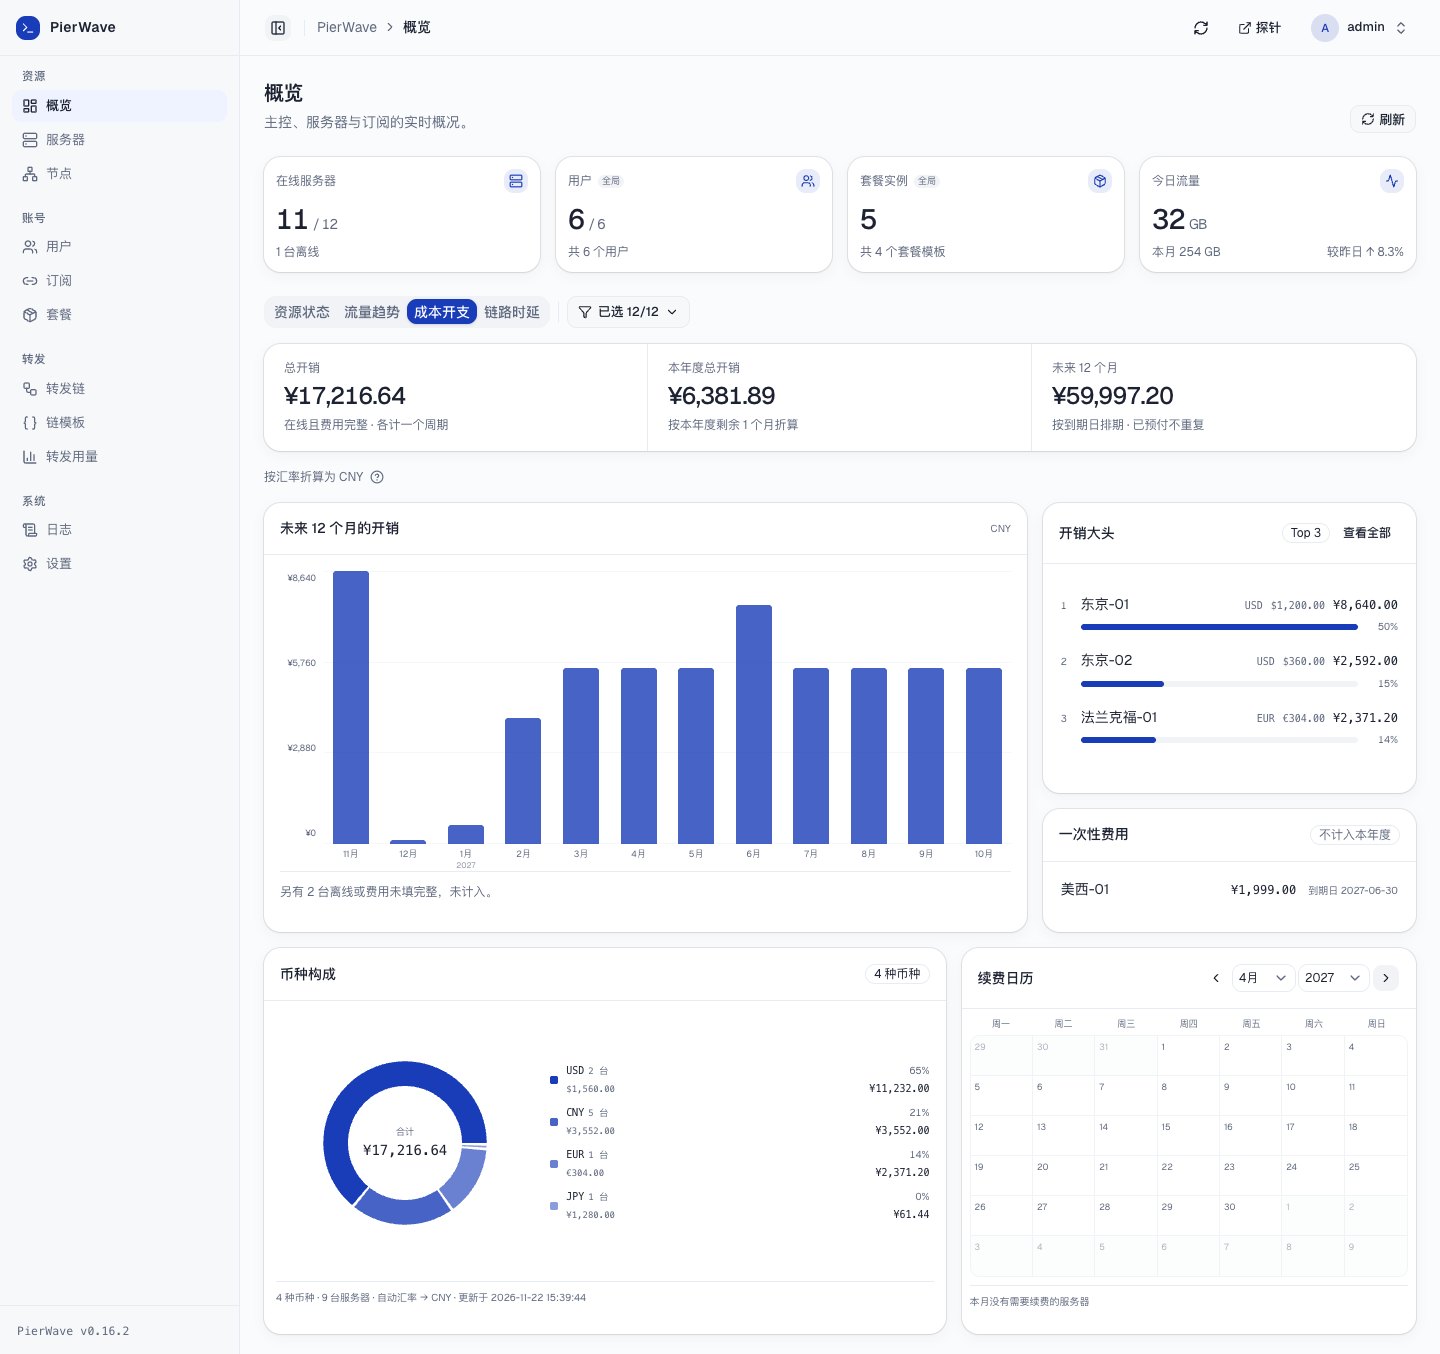 PierWave
PierWave > 概览
探针
A
admin
资源
概览
服务器
节点
账号
用户
订阅
套餐
转发
转发链
链模板
转发用量
系统
日志
设置
PierWave v0.16.2
概览
主控、服务器与订阅的实时概况。
刷新
在线服务器
11 / 12
1 台离线
用户 全局
6 / 6
共 6 个用户
套餐实例 全局
5
共 4 个套餐模板
今日流量
32 GB
本月 254 GB 较昨日 ↑ 8.3%
资源状态 流量趋势 成本开支 链路时延 已选 12/12
总开销
¥17,216.64
在线且费用完整 · 各计一个周期
本年度总开销
¥6,381.89
按本年度剩余 1 个月折算
未来 12 个月
¥59,997.20
按到期日排期 · 已预付不重复
按汇率折算为 CNY
未来 12 个月的开销 CNY
¥8,640
¥5,760
¥2,880
¥0
11月 12月 1月 2月 3月 4月 5月 6月 7月 8月 9月 10月
2027
另有 2 台离线或费用未填完整，未计入。
开销大头 Top 3 查看全部
1 东京-01 USD $1,200.00 ¥8,640.00
50%
2 东京-02 USD $360.00 ¥2,592.00
15%
3 法兰克福-01 EUR €304.00 ¥2,371.20
14%
一次性费用 不计入本年度
美西-01 ¥1,999.00 到期日 2027-06-30
币种构成 4 种币种
合计
¥17,216.64
USD 2 台 65%
$1,560.00 ¥11,232.00
CNY 5 台 21%
¥3,552.00 ¥3,552.00
EUR 1 台 14%
€304.00 ¥2,371.20
JPY 1 台 0%
¥1,280.00 ¥61.44
4 种币种 · 9 台服务器 · 自动汇率 → CNY · 更新于 2026-11-22 15:39:44
续费日历 4月 2027
周一 周二 周三 周四 周五 周六 周日
29 30 31 1 2 3 4
5 6 7 8 9 10 11
12 13 14 15 16 17 18
19 20 21 22 23 24 25
26 27 28 29 30 1 2
3 4 5 6 7 8 9
本月没有需要续费的服务器